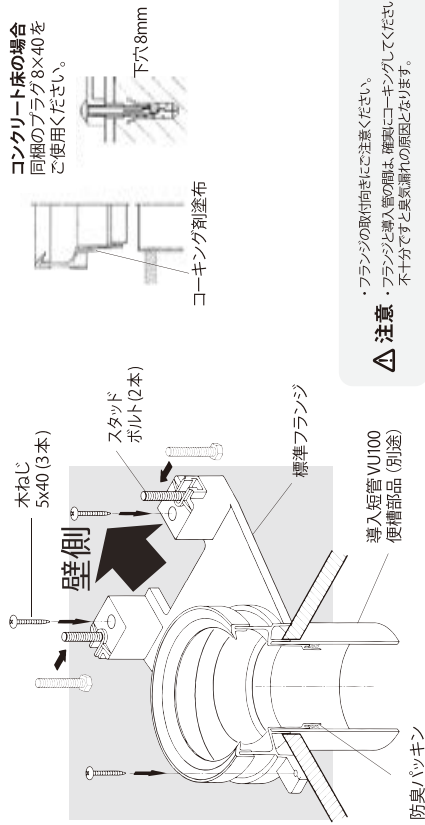 コンクリート床の場合
同梱のプラグ8×40を
ご使用ください。
下穴8mm
コーキング剤塗布
木ねじ
5x40 (3本)
スタッド
ボルト(2本)
壁側
標準フランジ
導入短管 VU100
便槽部品(別途)
防臭パッキン
⚠ 注意
・フランジの取付向きにご注意ください。
・フランジと導入管の間は、確実にコーキングしてください
不十分ですと臭気漏れの原因となります。